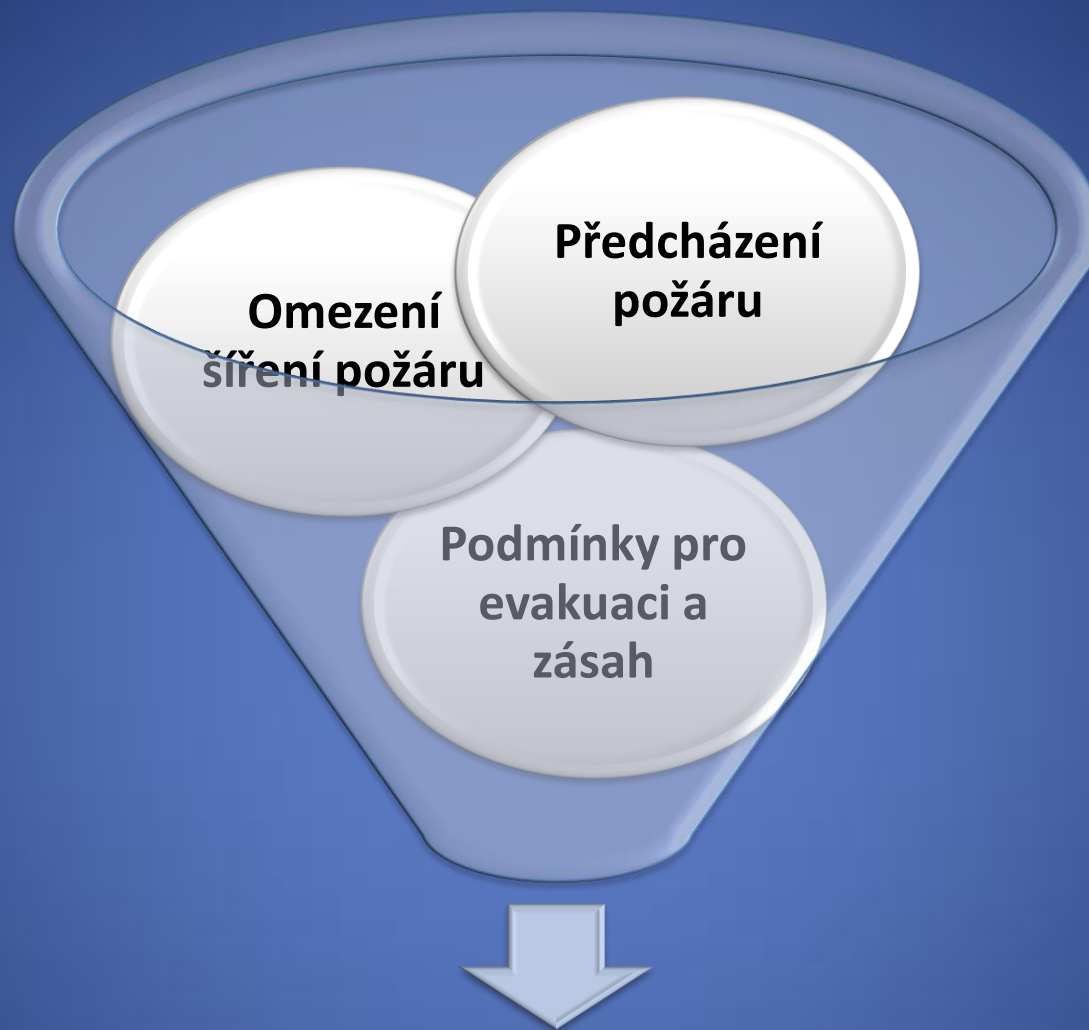 Předcházení
požáru
Omezení
šíření požáru
Podmínky pro
evakuaci a
zásah